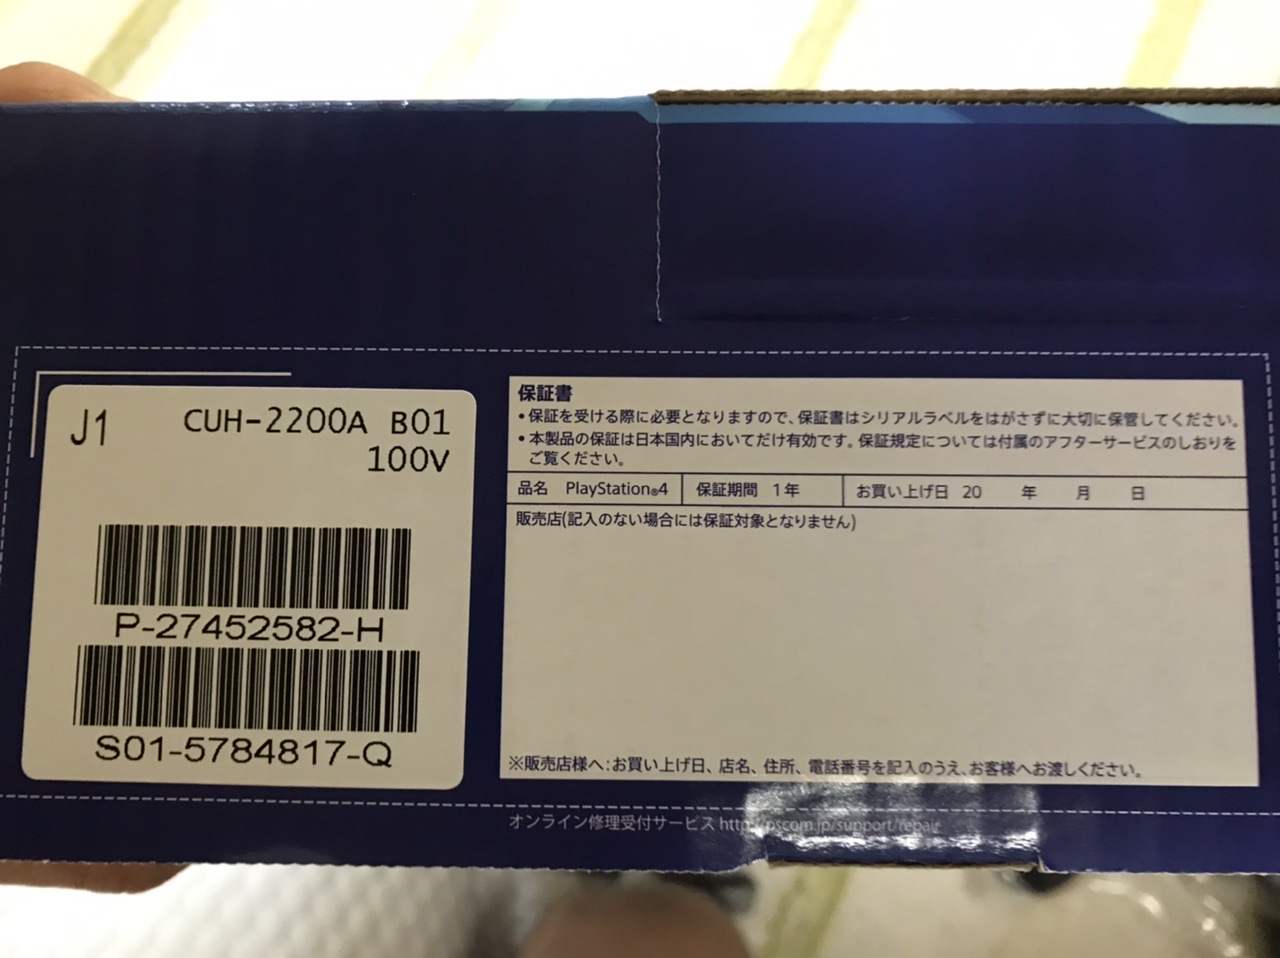 J1
CUH-2200A B01
100V
P-27452582-H
S01-5784817-Q
保証書
•保証を受ける際に必要となりますので、保証書はシリアルラベルをはがさずに大切に保管してください。
•本製品の保証は日本国内においてだけ有効です。保証規定については付属のアフターサービスのしおりを
ご覧ください。
品名 PlayStation®4 保証期間 1年 お買い上げ日 20 年 月 日
販売店(記入のない場合には保証対象となりません)
※販売店様へ:お買い上げ日、店名、住所、電話番号を記入のうえ、お客様へお渡しください。
オンライン修理受付サービス http://pscom.jp/support/repair